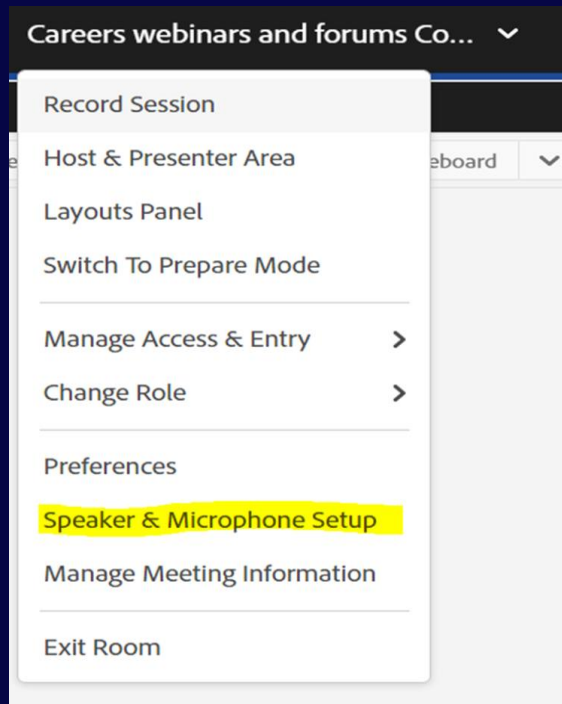 Careers webinars and forums Co...
Record Session
Host & Presenter Area
e
eboard
Layouts Panel
Switch To Prepare Mode
Manage Access & Entry
Change Role
Preferences
Speaker & Microphone Setup
Manage Meeting Information
Exit Room